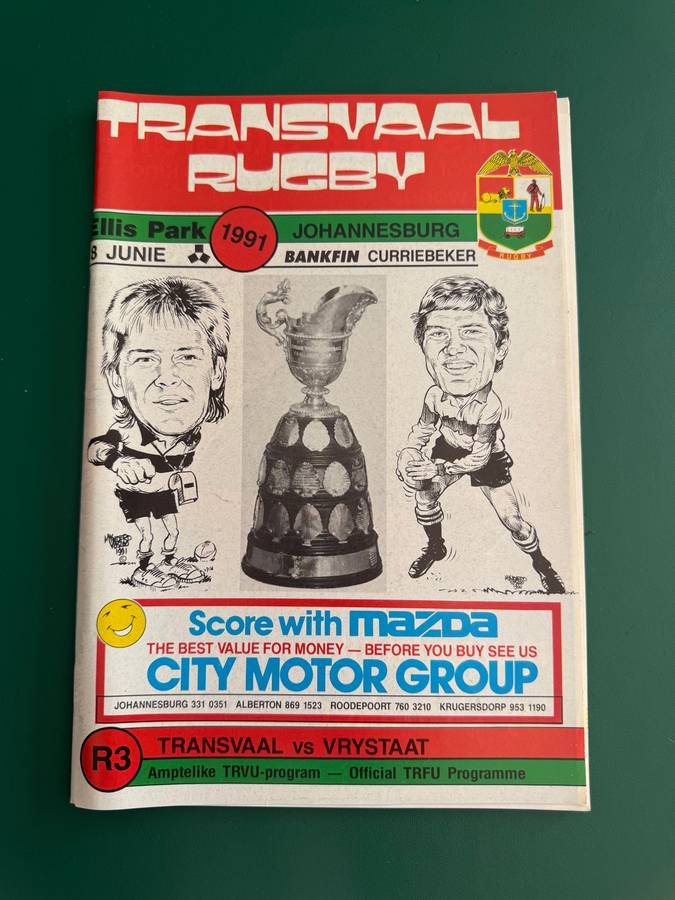 TRANSVAAL
RUGBY
Ellis Park 1991 JOHANNESBURG
8 JUNIE BANKFIN CURRIEBEKER
RUGBY
1991
Score with mazda
THE BEST VALUE FOR MONEY — BEFORE YOU BUY SEE US
CITY MOTOR GROUP
JOHANNESBURG 331 0351 ALBERTON 869 1523 ROODEPOORT 760 3210 KRUGERSDORP 953 1190
R3 TRANSVAAL vs VRYSTAAT
Amptelike TRVU-program — Official TRFU Programme